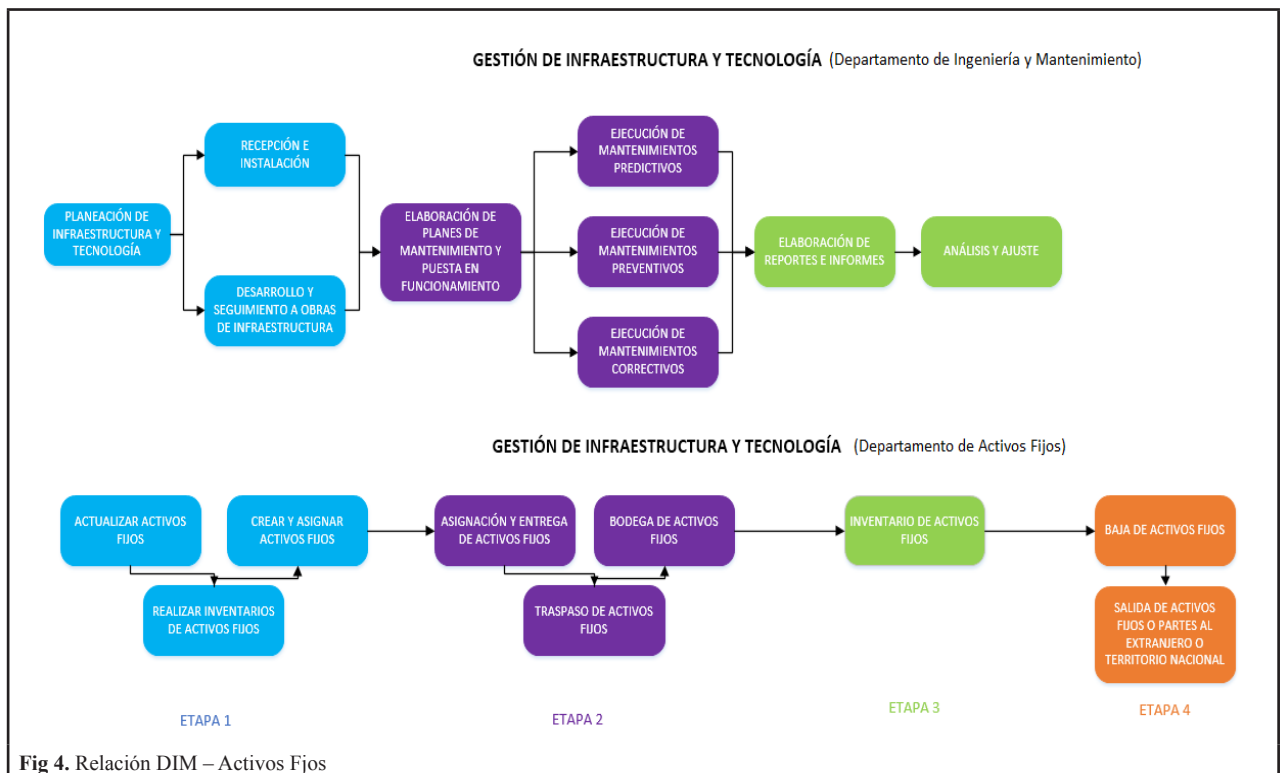 GESTIÓN DE INFRAESTRUCTURA Y TECNOLOGÍA (Departamento de Ingeniería y Mantenimiento)
PLANEACIÓN DE
INFRAESTRUCTURA Y
TECNOLOGÍA
RECEPCIÓN E
INSTALACIÓN
DESARROLLO Y
SEGUIMIENTO A OBRAS
DE INFRAESTRUCTURA
ELABORACIÓN DE
PLANES DE
MANTENIMIENTO Y
PUESTA EN
FUNCIONAMIENTO
EJECUCIÓN DE
MANTENIMIENTOS
PREDICTIVOS
EJECUCIÓN DE
MANTENIMIENTOS
PREVENTIVOS
EJECUCIÓN DE
MANTENIMIENTOS
CORRECTIVOS
ELABORACIÓN DE
REPORTES E INFORMES
ANÁLISIS Y AJUSTE
GESTIÓN DE INFRAESTRUCTURA Y TECNOLOGÍA (Departamento de Activos Fijos)
ACTUALIZAR ACTIVOS
FIJOS
REALIZAR INVENTARIOS
DE ACTIVOS FIJOS
CREAR Y ASIGNAR
ACTIVOS FIJOS
ASIGNACIÓN Y ENTREGA
DE ACTIVOS FIJOS
TRASPASO DE ACTIVOS
FIJOS
BODEGA DE ACTIVOS
FIJOS
INVENTARIO DE ACTIVOS
FIJOS
BAJA DE ACTIVOS FIJOS
SALIDA DE ACTIVOS
FIJOS O PARTES AL
EXTRANJERO O
TERRITORIO NACIONAL
ETAPA 1
ETAPA 2
ETAPA 3
ETAPA 4
Fig 4. Relación DIM – Activos Fjos